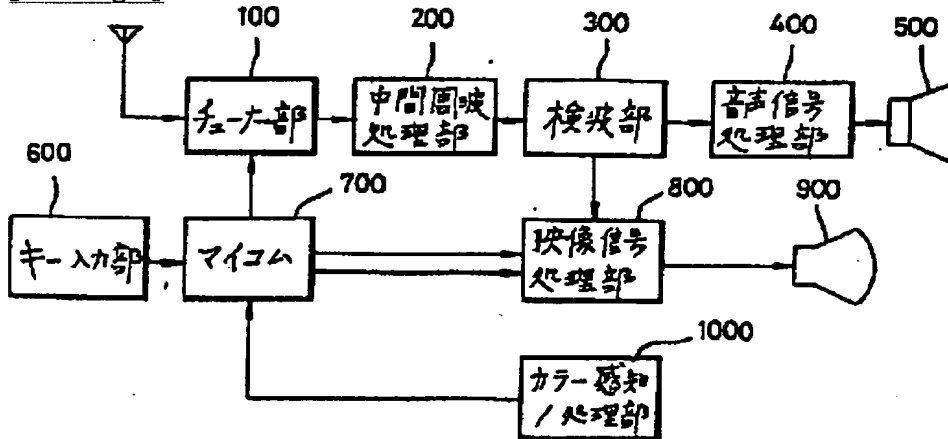 100
200
300
400
500
チューナー部
中間周波
処理部
検波部
音声信号
処理部
600
700
800
900
キー入力部
マイコム
映像信号
処理部
1000
カラー感知
/処理部